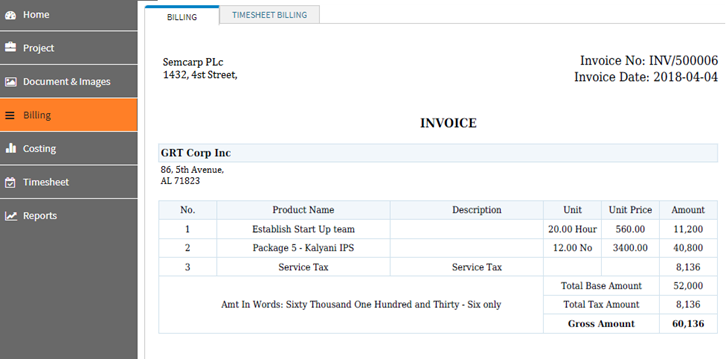 Home
Project
Document & Images
Billing
Costing
Timesheet
Reports
BILLING
TIMESHEET BILLING
Semcarp PLc
1432, 4st Street,
Invoice No: INV/500006
Invoice Date: 2018-04-04
INVOICE
GRT Corp Inc
86, 5th Avenue,
AL 71823
No. Product Name Description Unit Unit Price Amount
1 Establish Start Up team 20.00 Hour 560.00 11,200
2 Package 5 - Kalyani IPS 12.00 No 3400.00 40,800
3 Service Tax Service Tax 8,136
Amt In Words: Sixty Thousand One Hundred and Thirty - Six only
Total Base Amount 52,000
Total Tax Amount 8,136
Gross Amount 60,136